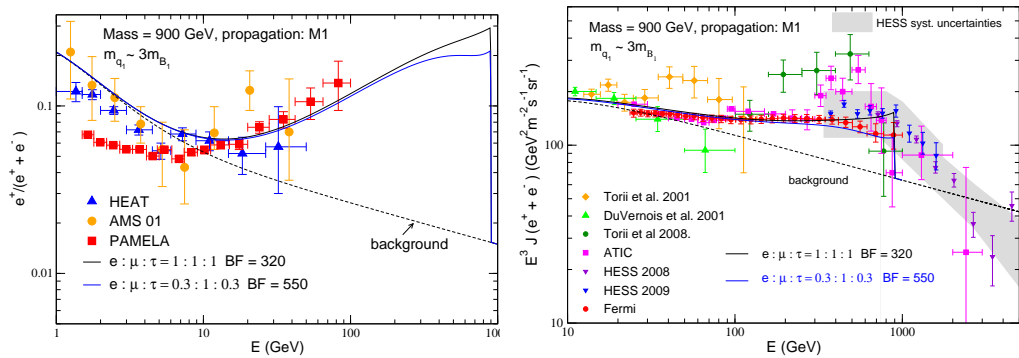 Mass = 900 GeV, propagation: M1
m_{q_1} ~ 3m_{B_1}
0.1
0.01
e^+/(e^+ + e^-)
HEAT
AMS 01
PAMELA
e : μ : τ = 1 : 1 : 1 BF = 320
e : μ : τ = 0.3 : 1 : 0.3 BF = 550
background
1 10 100
E (GeV)
Mass = 900 GeV, propagation: M1
m_{q_1} ~ 3m_{B_1}
HESS syst. uncertainties
100
E^3 J(e^+ + e^-) (GeV^2 m^{-2} s^{-1} sr^{-1})
background
Torii et al. 2001
DuVernois et al. 2001
Torii et al 2008.
ATIC
HESS 2008
HESS 2009
Fermi
e : μ : τ = 1 : 1 : 1 BF = 320
e : μ : τ = 0.3 : 1 : 0.3 BF = 550
10 100 1000
E (GeV)